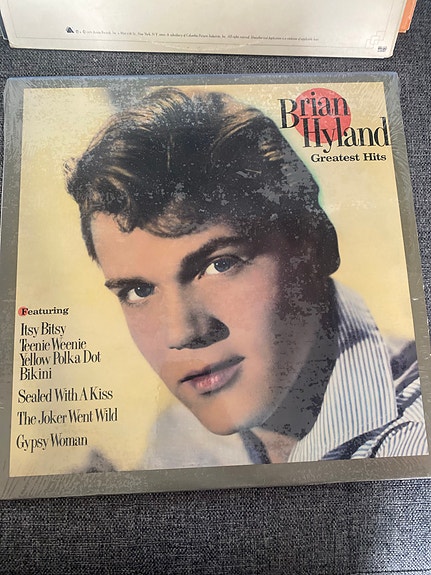 Brian
Hyland
Greatest Hits
Featuring
Itsy Bitsy
Teenie Weenie
Yellow Polka Dot
Bikini
Sealed With A Kiss
The Joker Went Wild
Gypsy Woman